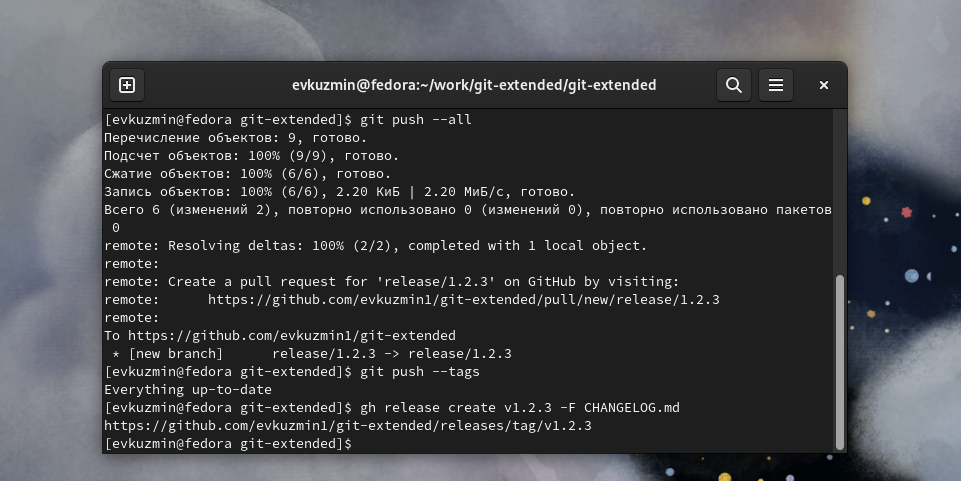 evkuzmin@fedora:~/work/git-extended/git-extended
[evkuzmin@fedora git-extended]$ git push --all
Перечисление объектов: 9, готово.
Подсчет объектов: 100% (9/9), готово.
Сжатие объектов: 100% (6/6), готово.
Запись объектов: 100% (6/6), 2.20 КиБ | 2.20 МиБ/с, готово.
Всего 6 (изменений 2), повторно использовано 0 (изменений 0), повторно использовано пакетов
0
remote: Resolving deltas: 100% (2/2), completed with 1 local object.
remote:
remote: Create a pull request for 'release/1.2.3' on GitHub by visiting:
remote:      https://github.com/evkuzmin1/git-extended/pull/new/release/1.2.3
remote:
To https://github.com/evkuzmin1/git-extended
 * [new branch]      release/1.2.3 -> release/1.2.3
[evkuzmin@fedora git-extended]$ git push --tags
Everything up-to-date
[evkuzmin@fedora git-extended]$ gh release create v1.2.3 -F CHANGELOG.md
https://github.com/evkuzmin1/git-extended/releases/tag/v1.2.3
[evkuzmin@fedora git-extended]$